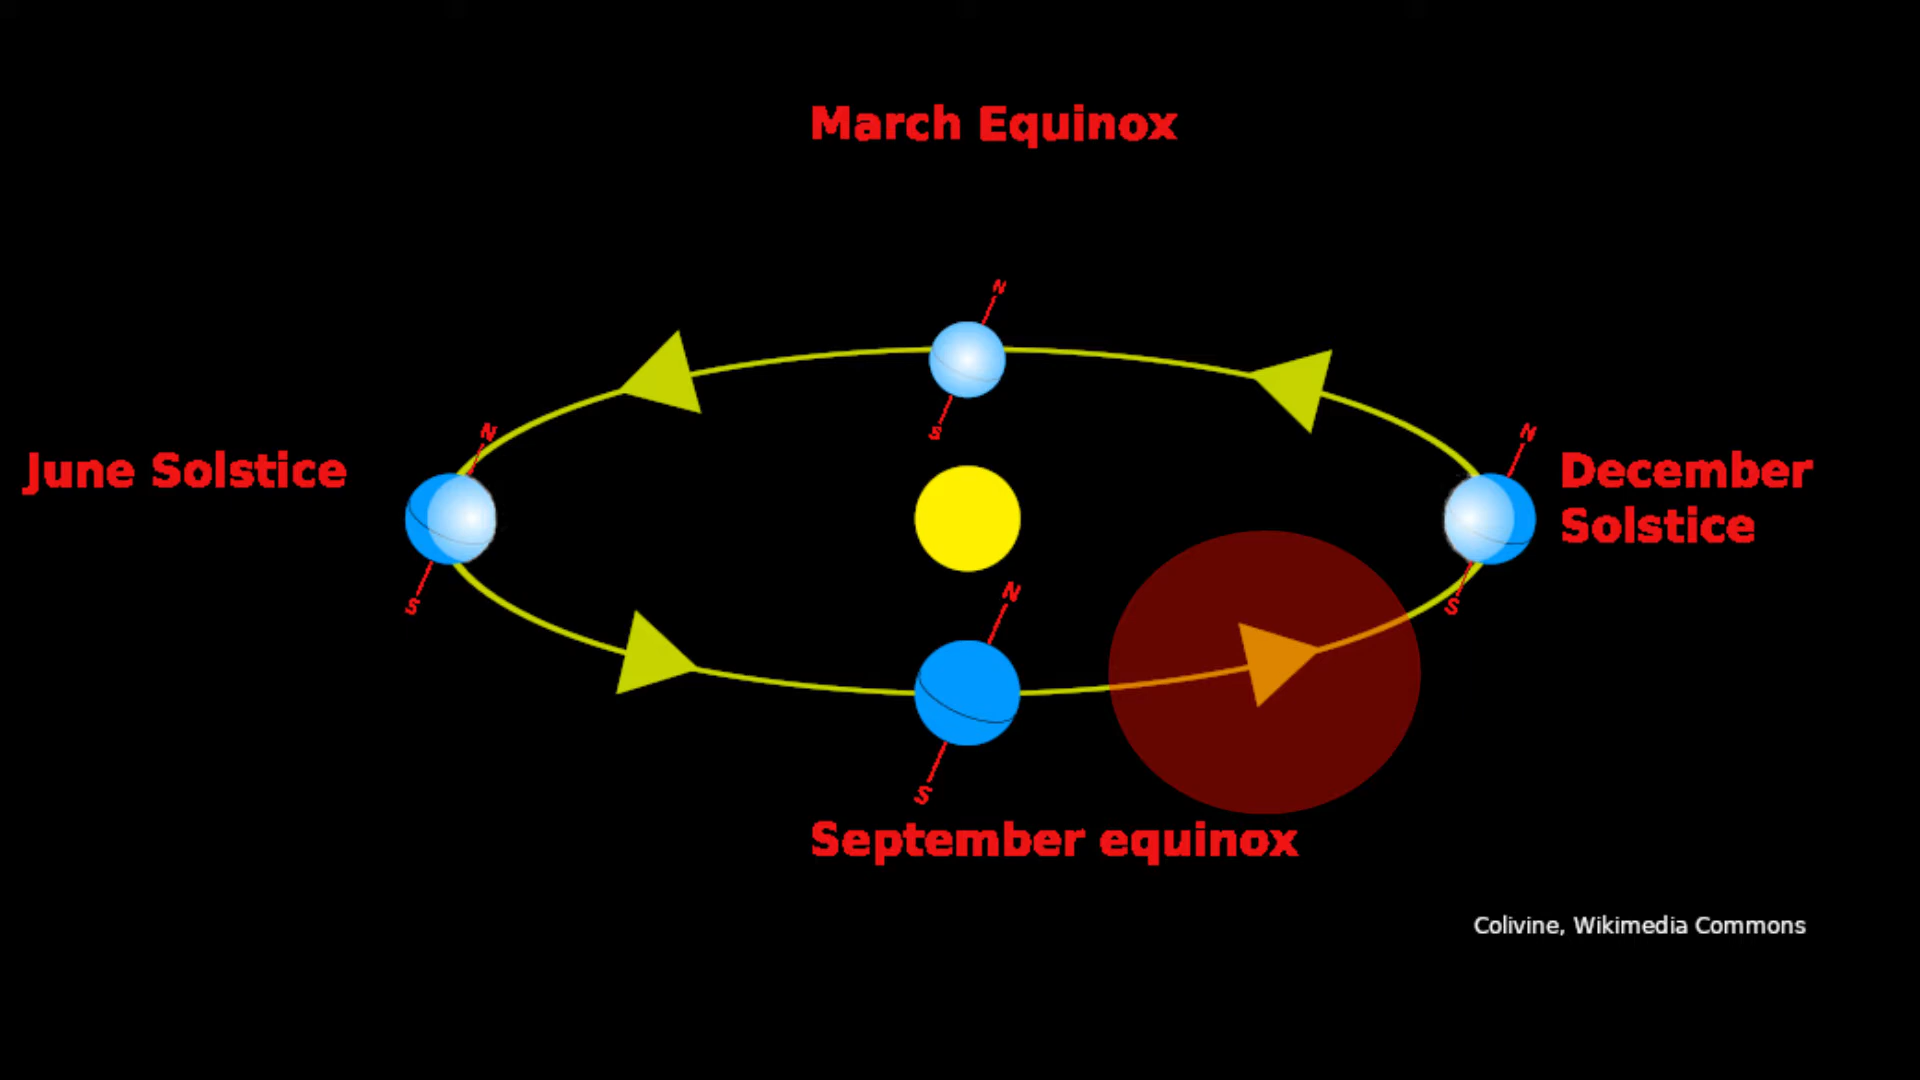 March Equinox
N
S
June Solstice
N
S
N
S
December
Solstice
N
S
September equinox
Colivine, Wikimedia Commons